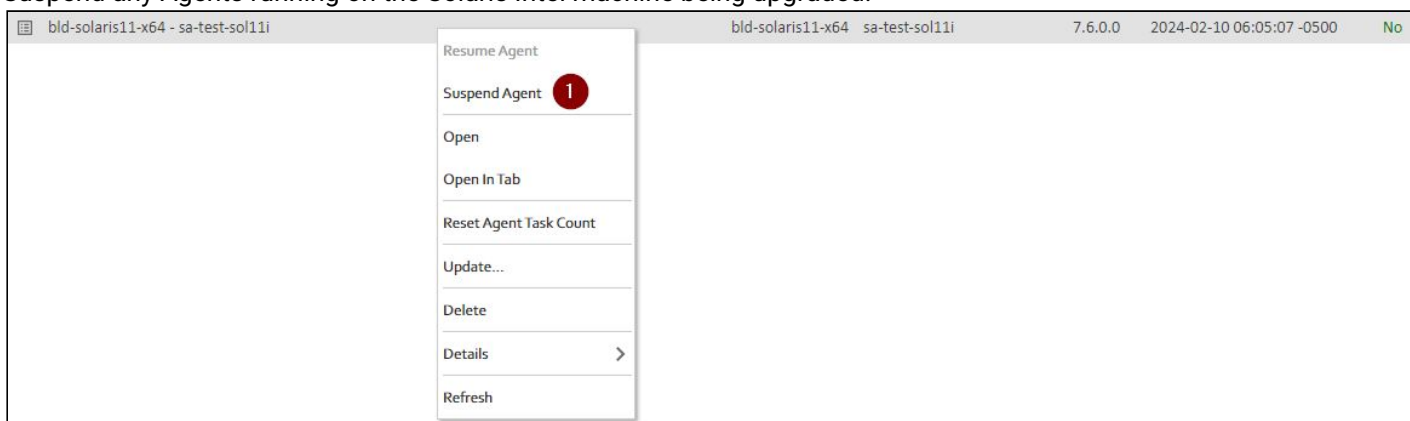 Suspend any Agents running on the Solaris Intel machine being upgraded.
bld-solaris11-x64 - sa-test-sol11i bld-solaris11-x64 sa-test-sol11i 7.6.0.0 2024-02-10 06:05:07 -0500 No
Resume Agent
Suspend Agent 1
Open
Open In Tab
Reset Agent Task Count
Update...
Delete
Details
Refresh